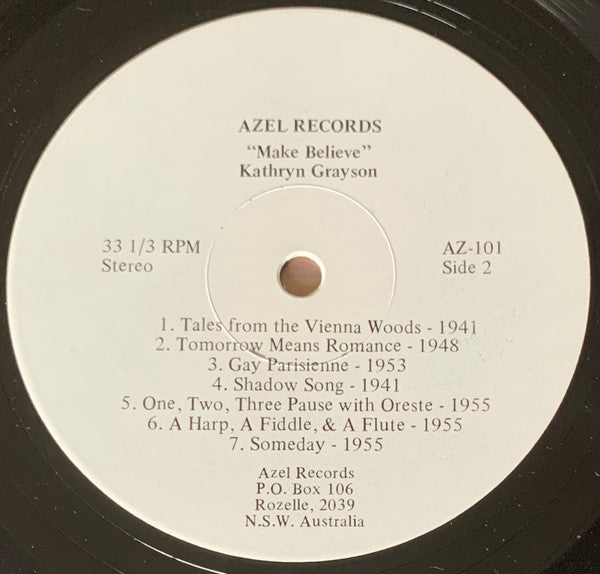 AZEL RECORDS
"Make Believe"
Kathryn Grayson
33 1/3 RPM
Stereo
AZ-101
Side 2
1. Tales from the Vienna Woods - 1941
2. Tomorrow Means Romance - 1948
3. Gay Parisienne - 1953
4. Shadow Song - 1941
5. One, Two, Three Pause with Oreste - 1955
6. A Harp, A Fiddle, & A Flute - 1955
7. Someday - 1955
Azel Records
P.O. Box 106
Rozelle, 2039
N.S.W. Australia